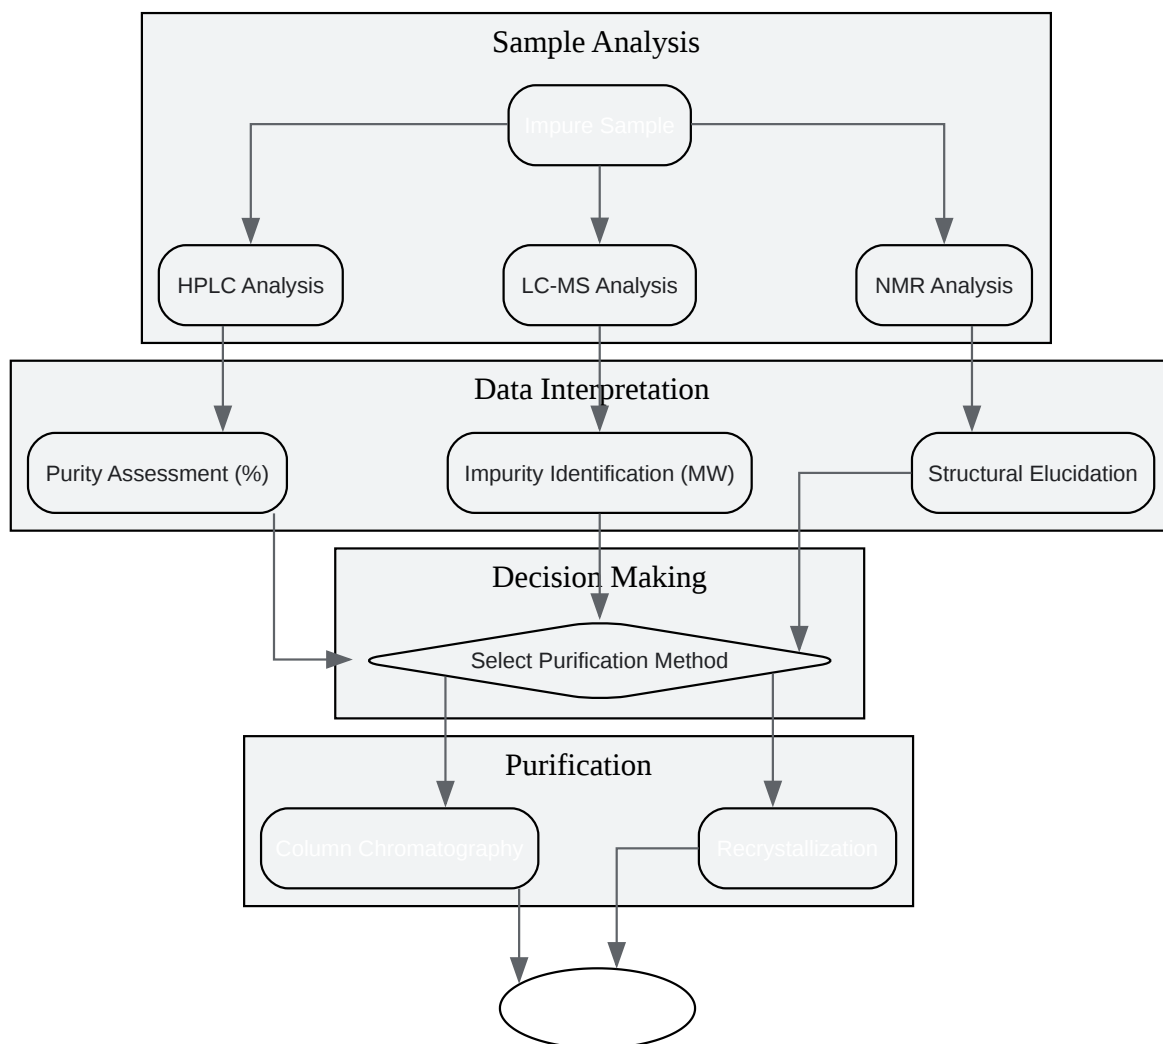 Sample Analysis
Impure Sample
HPLC Analysis
LC-MS Analysis
NMR Analysis
Data Interpretation
Purity Assessment (%)
Impurity Identification (MW)
Structural Elucidation
Decision Making
Select Purification Method
Purification
Column Chromatography
Recrystallization